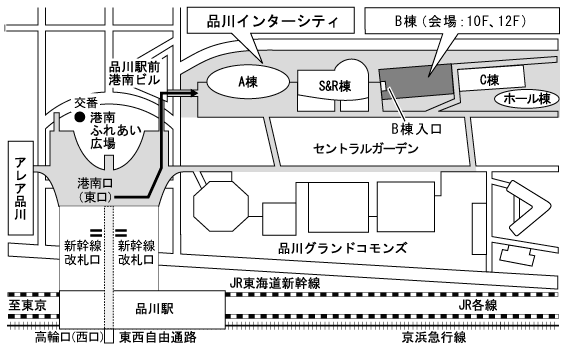 品川インターシティ
B棟(会場:10F、12F)
品川駅前
港南ビル
A棟
S&R棟
C棟
ホール棟
交番
港南
ふれあい
広場
B棟入口
セントラルガーデン
アレア品川
港南口
(東口)
新幹線
改札口
新幹線
改札口
品川グランドコモンズ
JR東海道新幹線
至東京
品川駅
JR各線
高輪口(西口)
東西自由通路
京浜急行線